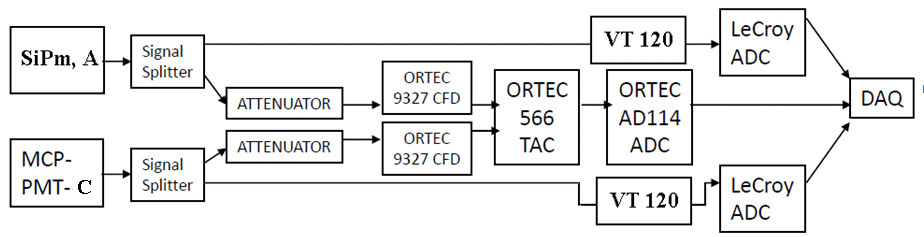 SiPm, A
Signal
Splitter
VT 120
LeCroy
ADC
ATTENUATOR
ORTEC
9327 CFD
ORTEC
566
TAC
ORTEC
AD114
ADC
DAQ
MCP-
PMT- C
Signal
Splitter
ATTENUATOR
ORTEC
9327 CFD
VT 120
LeCroy
ADC